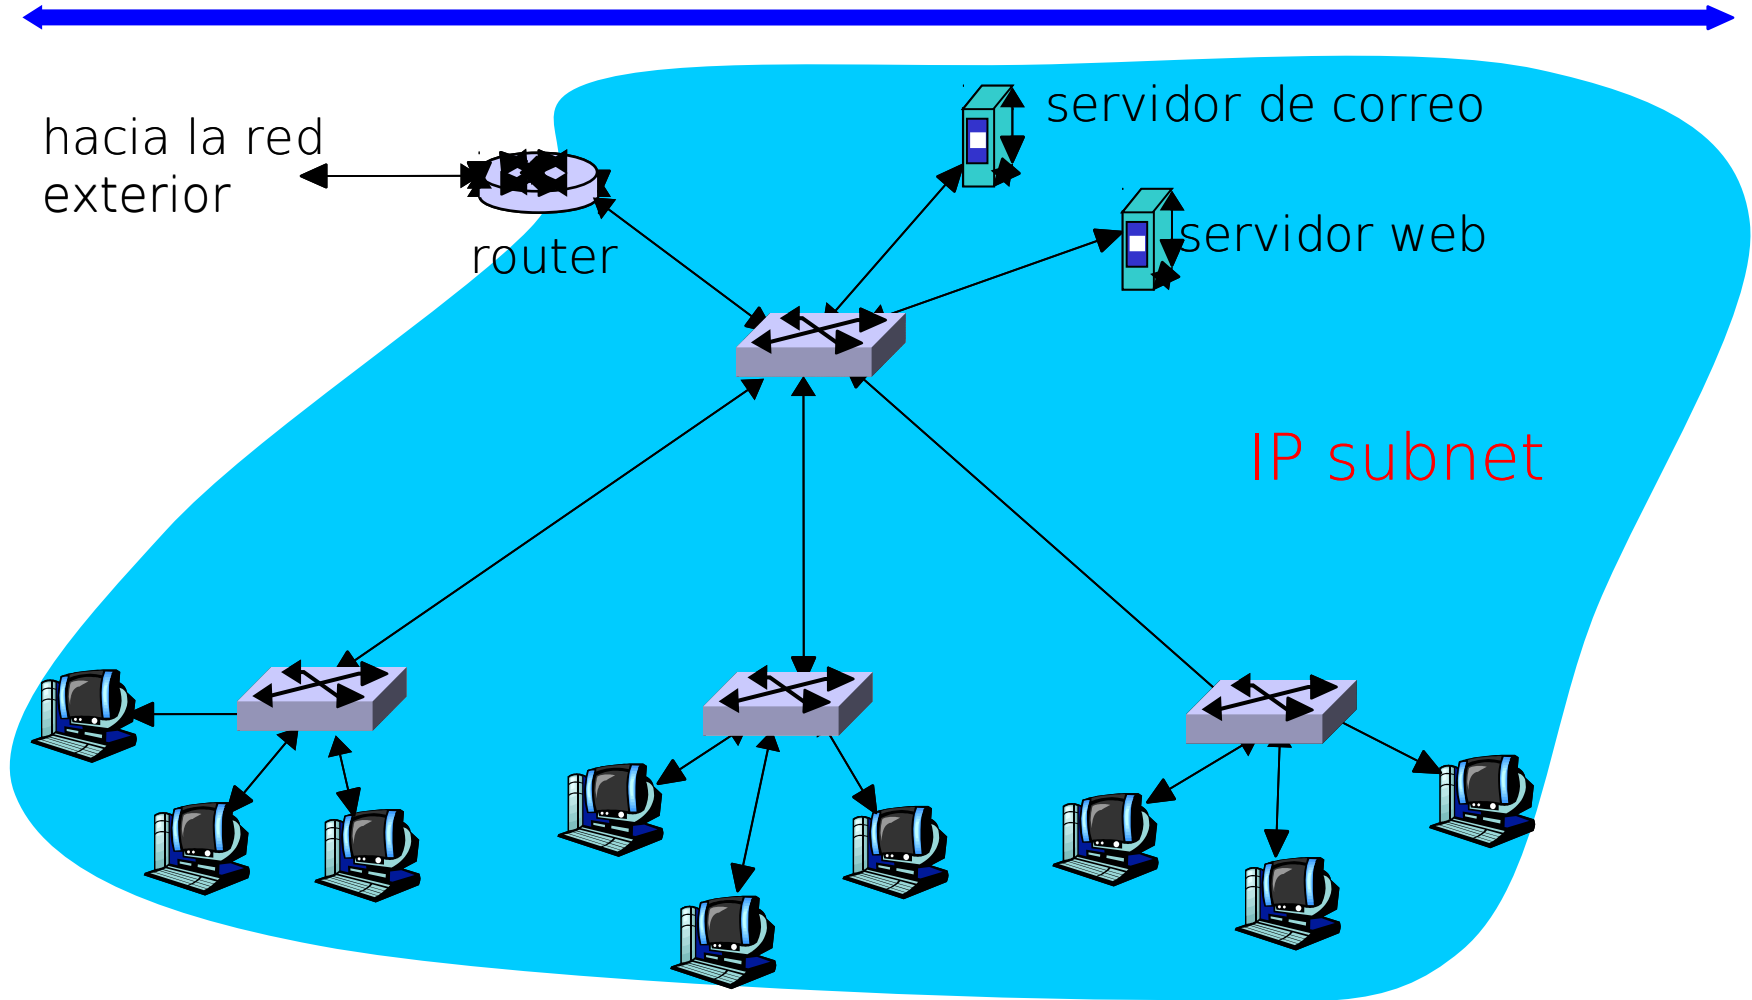 hacia la red
exterior
router
servidor de correo
servidor web
IP subnet